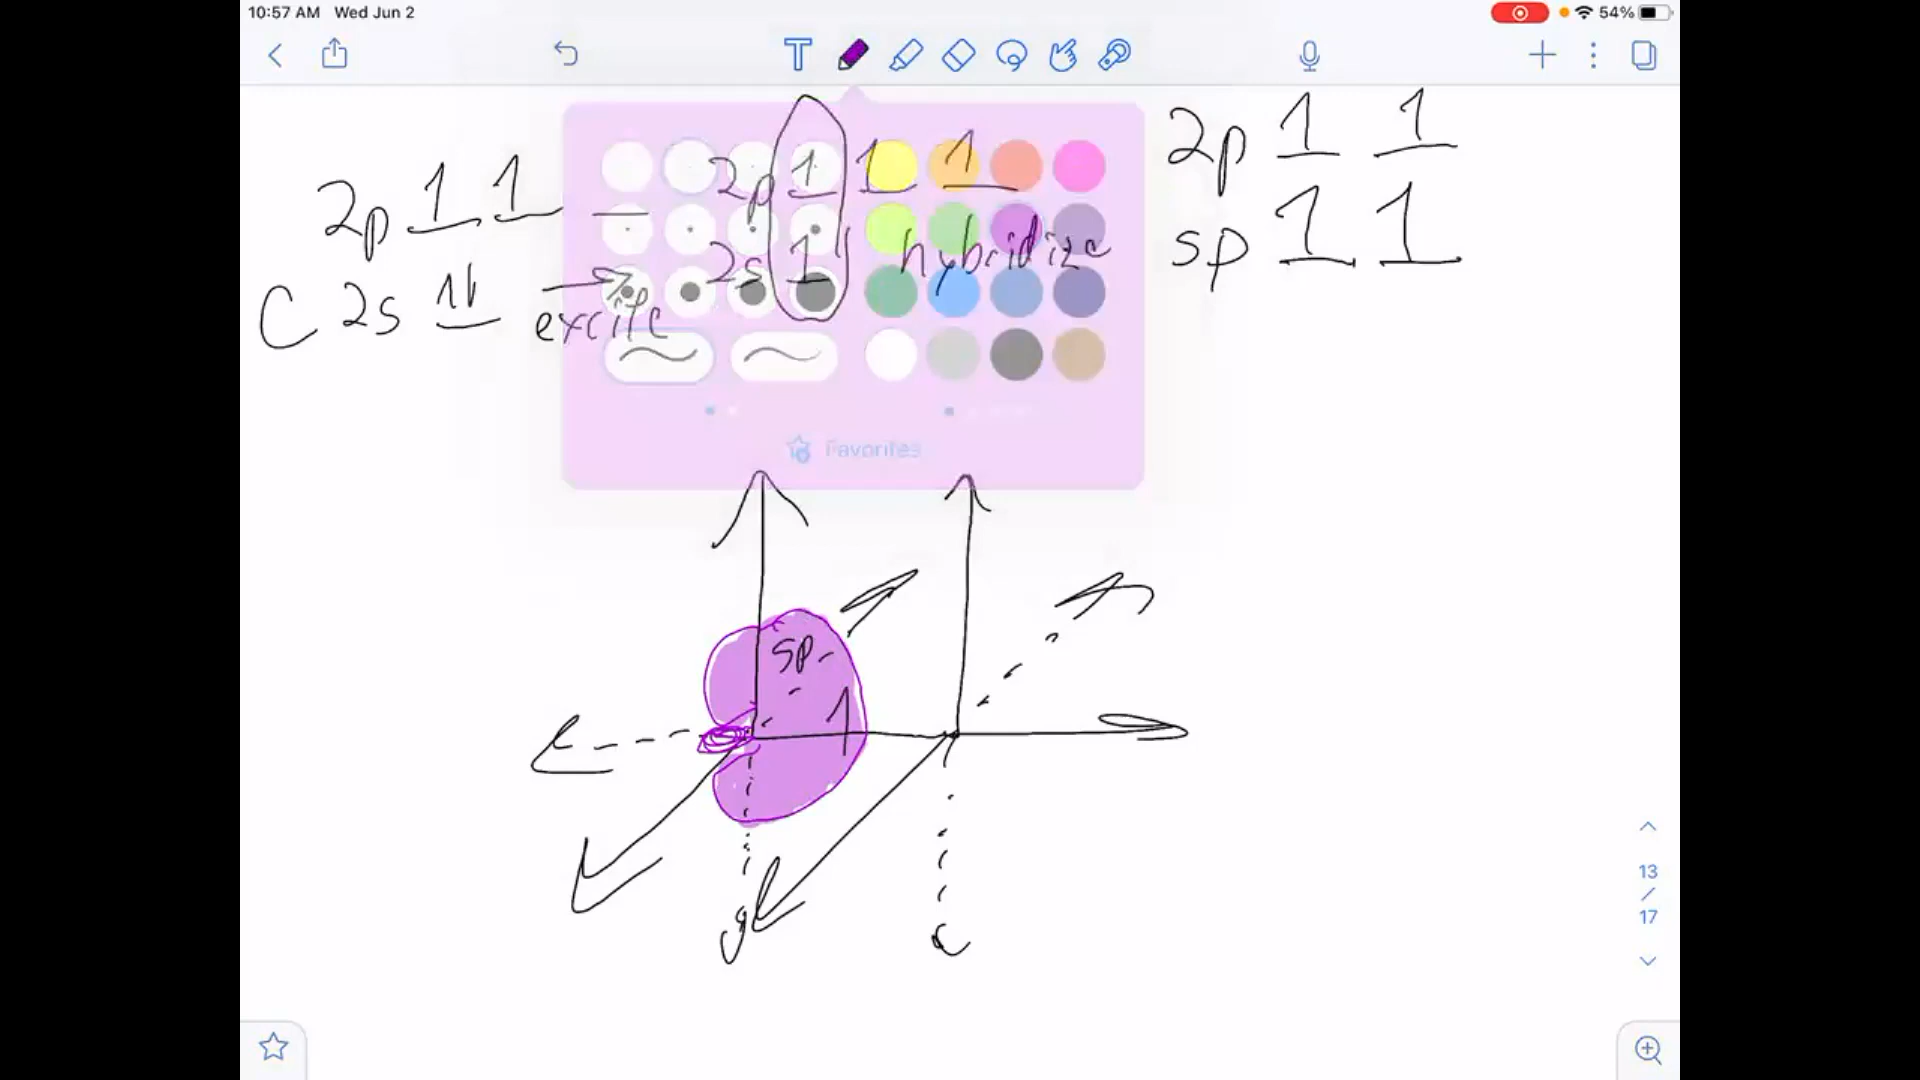 10:57 AM Wed Jun 2 54%
T
2p 1 1 _
C 2s 1l
excite
2p 1 1 1
2s 1
hybridize
2p 1 1
sp 1 1
Favorites
sp
1
13
/
17